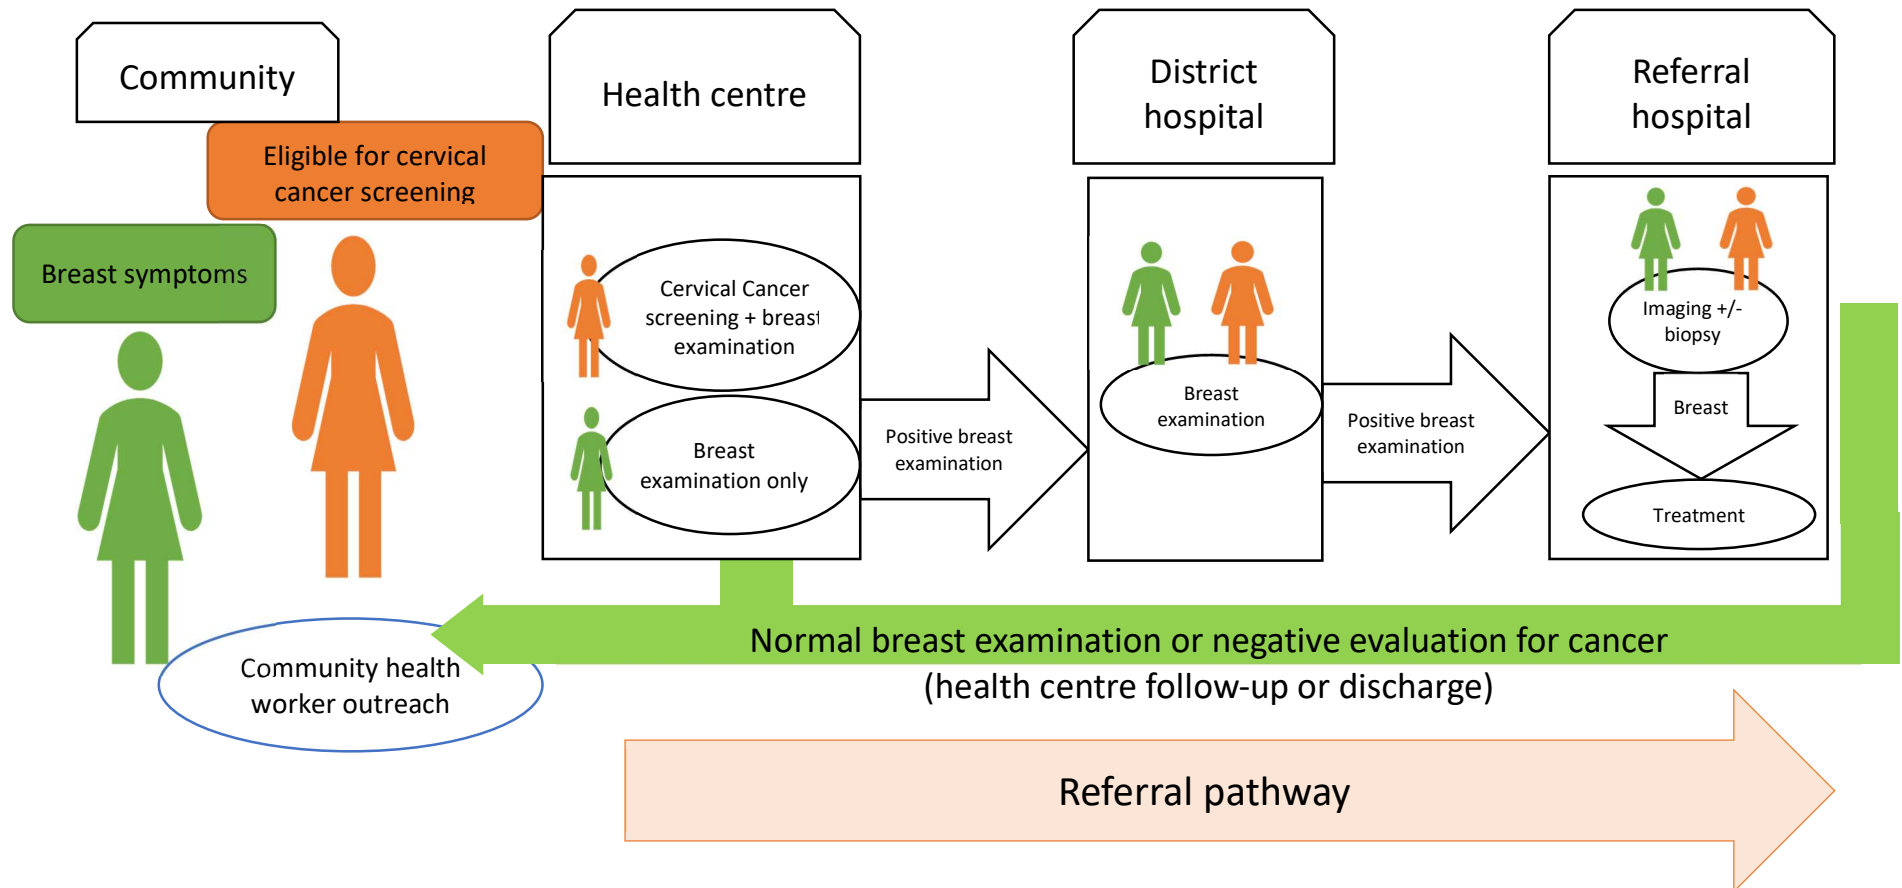 Community
Health centre
District
hospital
Referral
hospital
Eligible for cervical
cancer screening
Breast symptoms
Cervical Cancer
screening + breast
examination
Breast
examination only
Positive breast
examination
Breast
examination
Positive breast
examination
Imaging +/-
biopsy
Breast
Treatment
Community health
worker outreach
Normal breast examination or negative evaluation for cancer
(health centre follow-up or discharge)
Referral pathway